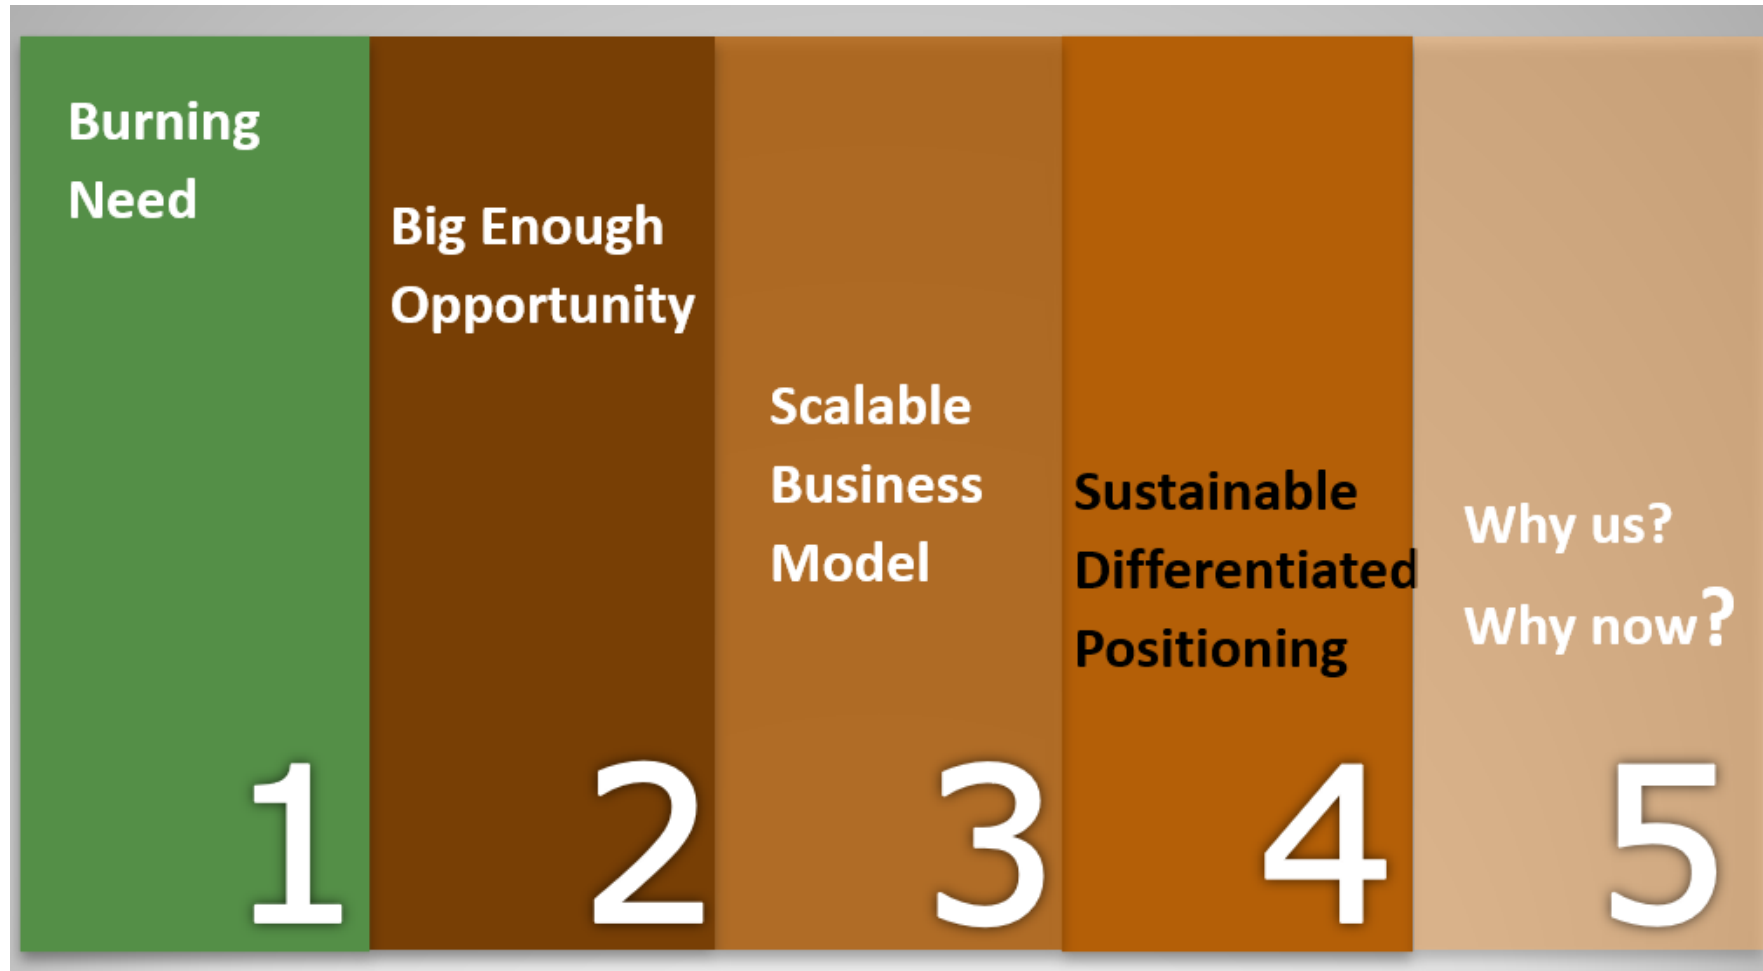 Burning
Need
1
Big Enough
Opportunity
2
Scalable
Business
Model
3
Sustainable
Differentiated
Positioning
4
Why us?
Why now?
5